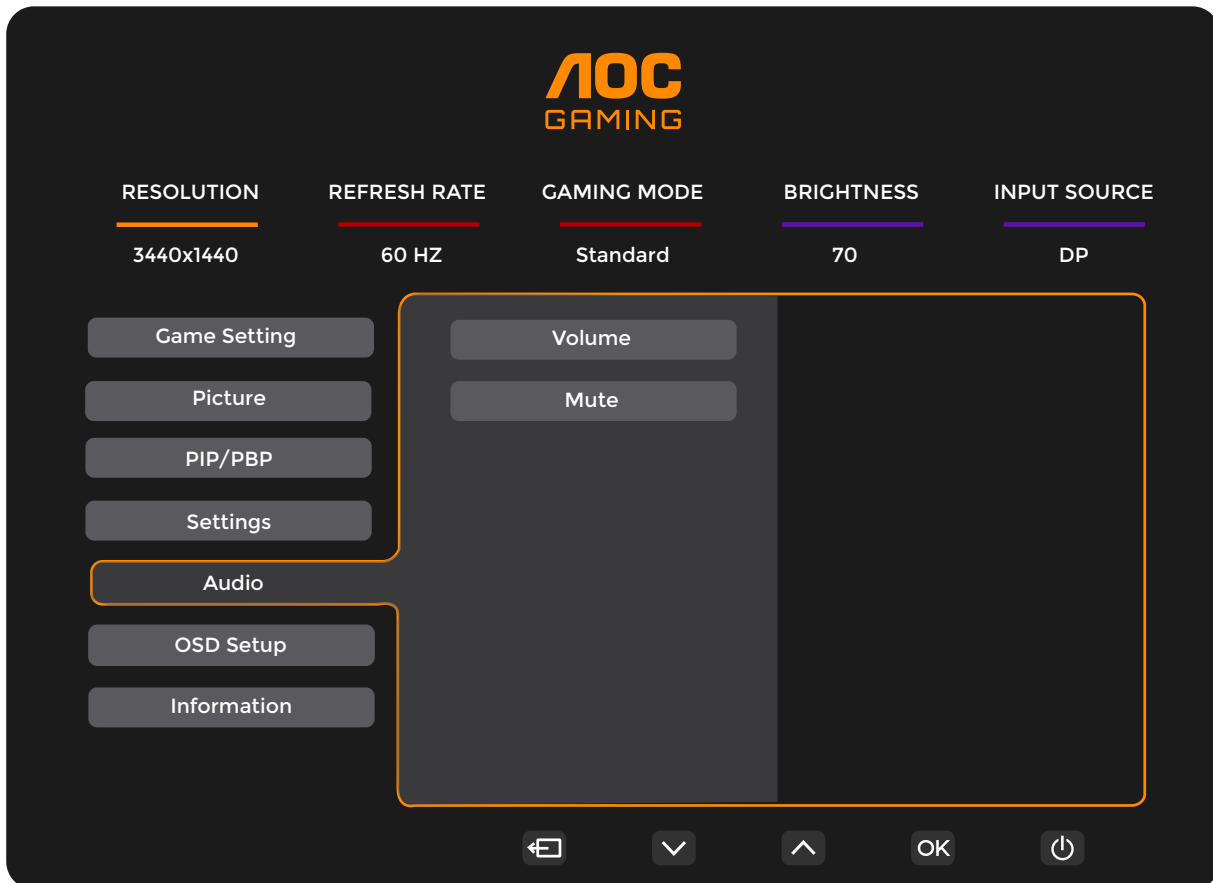 AOC
GAMING
RESOLUTION REFRESH RATE GAMING MODE BRIGHTNESS INPUT SOURCE
3440x1440 60 HZ Standard 70 DP
Game Setting Volume
Picture Mute
PIP/PBP
Settings
Audio
OSD Setup
Information
OK